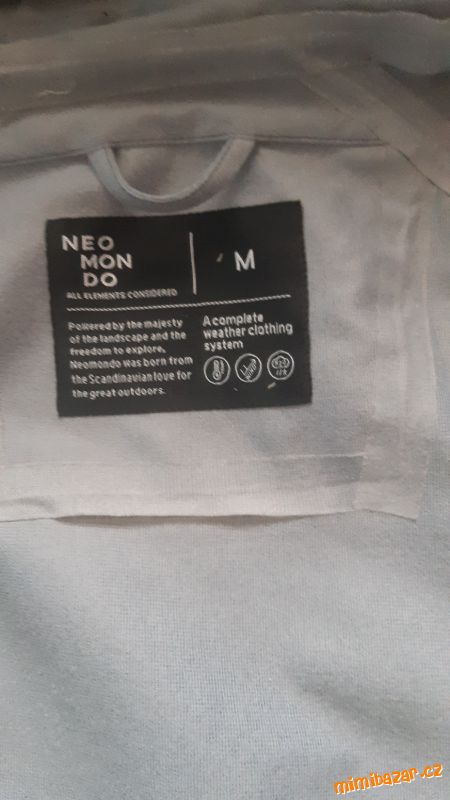 NEO
MON
DO
ALL ELEMENTS CONSIDERED
M
Powered by the majesty
of the landscape and the
freedom to explore,
Neomondo was born from
the Scandinavian love for
the great outdoors.
A complete
weather clothing
system
mimibazar.cz